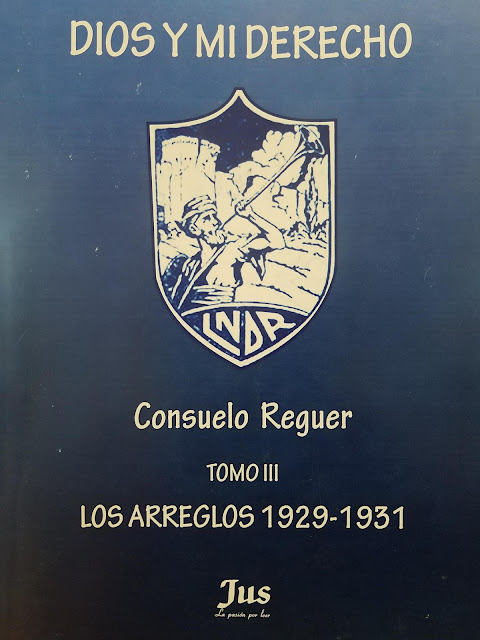 DIOS Y MI DERECHO
LNDR
Consuelo Reguer
TOMO III
LOS ARREGLOS 1929-1931
Jus
La pasión por leer